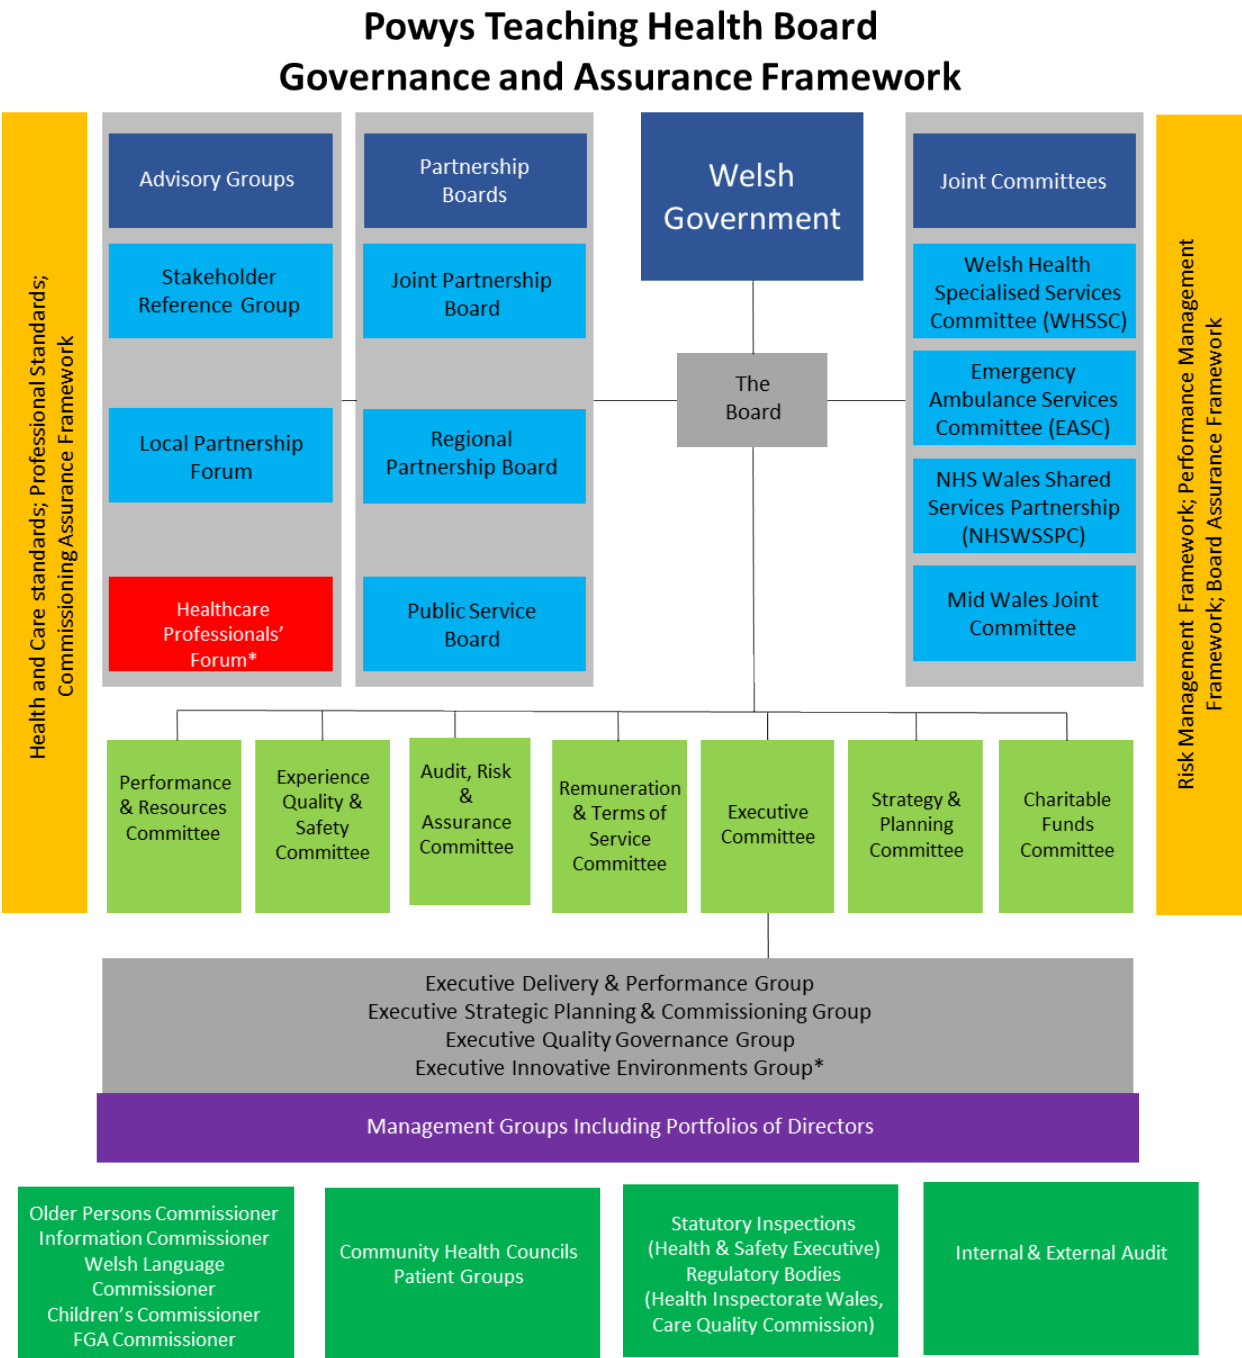 Powys Teaching Health Board
Governance and Assurance Framework
Health and Care standards; Professional Standards;
Commissioning Assurance Framework
Advisory Groups
Stakeholder
Reference Group
Local Partnership
Forum
Healthcare
Professionals’
Forum*
Partnership
Boards
Joint Partnership
Board
Regional
Partnership Board
Public Service
Board
Welsh
Government
The
Board
Joint Committees
Welsh Health
Specialised Services
Committee (WHSSC)
Emergency
Ambulance Services
Committee (EASC)
NHS Wales Shared
Services Partnership
(NHSWSSPC)
Mid Wales Joint
Committee
Risk Management Framework; Performance Management
Framework; Board Assurance Framework
Performance
& Resources
Committee
Experience
Quality &
Safety
Committee
Audit, Risk
&
Assurance
Committee
Remuneration
& Terms of
Service
Committee
Executive
Committee
Strategy &
Planning
Committee
Charitable
Funds
Committee
Executive Delivery & Performance Group
Executive Strategic Planning & Commissioning Group
Executive Quality Governance Group
Executive Innovative Environments Group*
Management Groups Including Portfolios of Directors
Older Persons Commissioner
Information Commissioner
Welsh Language
Commissioner
Children’s Commissioner
FGA Commissioner
Community Health Councils
Patient Groups
Statutory Inspections
(Health & Safety Executive)
Regulatory Bodies
(Health Inspectorate Wales,
Care Quality Commission)
Internal & External Audit